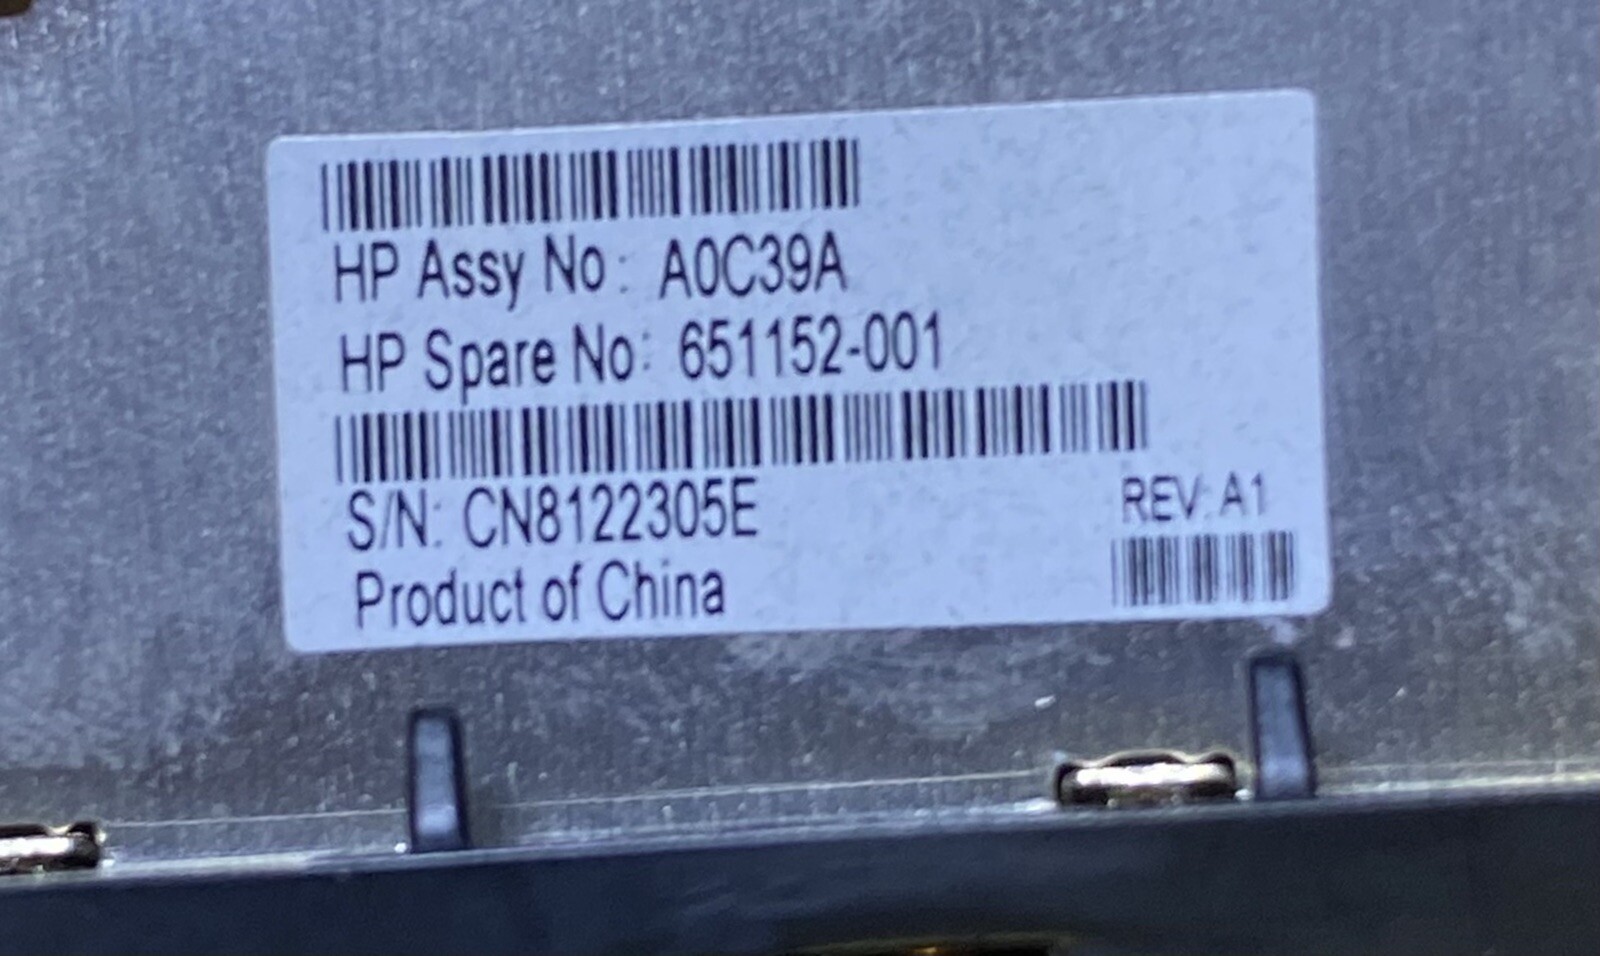 HP Assy No: A0C39A
HP Spare No: 651152-001
S/N: CN8122305E
REV: A1
Product of China